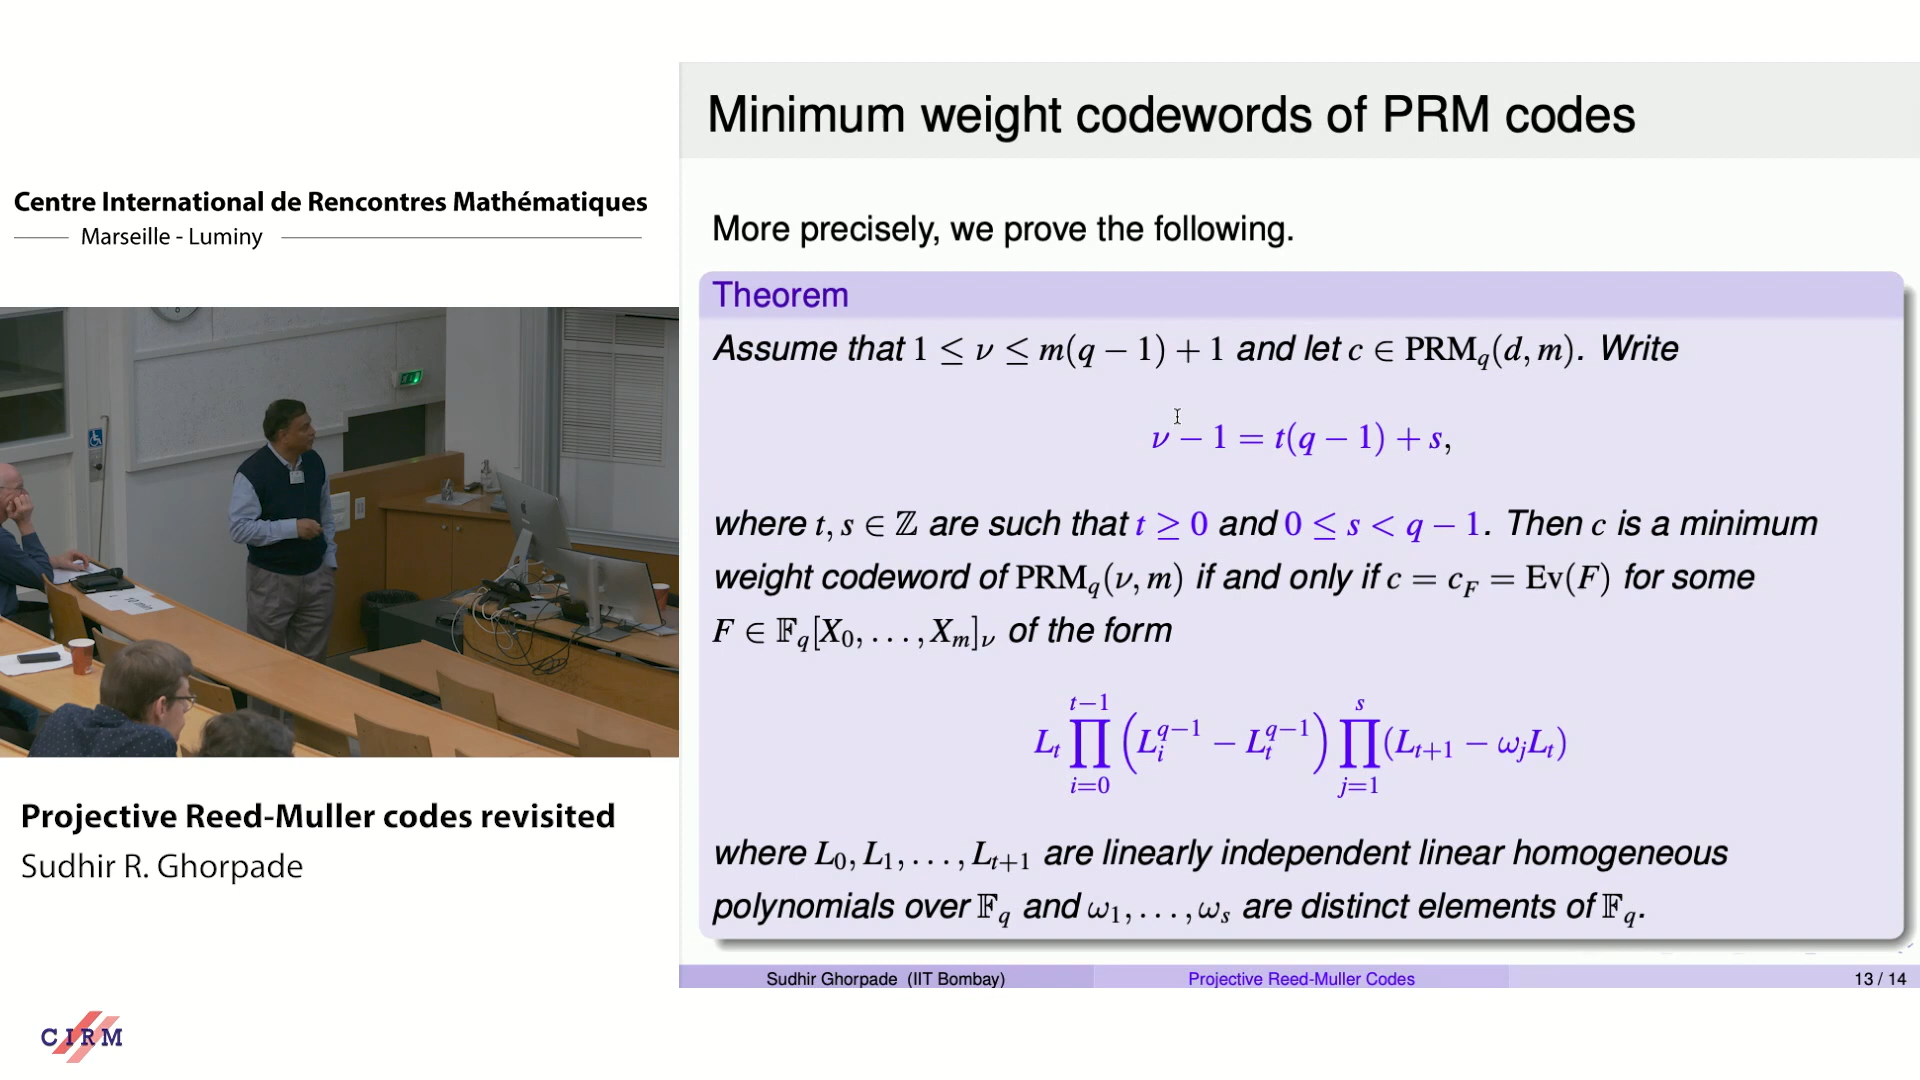 Centre International de Rencontres Mathématiques
Marseille - Luminy
Projective Reed-Muller codes revisited
Sudhir R. Ghorpade
CIRM
Minimum weight codewords of PRM codes
More precisely, we prove the following.
Theorem
Assume that 1 ≤ ν ≤ m(q − 1) + 1 and let c ∈ PRM_q(d, m). Write
ν − 1 = t(q − 1) + s,
where t, s ∈ ℤ are such that t ≥ 0 and 0 ≤ s < q − 1. Then c is a minimum
weight codeword of PRM_q(ν, m) if and only if c = c_F = Ev(F) for some
F ∈ 𝔽_q[X_0, . . . , X_m]_ν of the form
L_t ∏_{i=0}^{t−1} (L_i^{q−1} − L_t^{q−1}) ∏_{j=1}^{s} (L_{t+1} − ω_j L_t)
where L_0, L_1, . . . , L_{t+1} are linearly independent linear homogeneous
polynomials over 𝔽_q and ω_1, . . . , ω_s are distinct elements of 𝔽_q.
Sudhir Ghorpade (IIT Bombay)
Projective Reed-Muller Codes
13 / 14